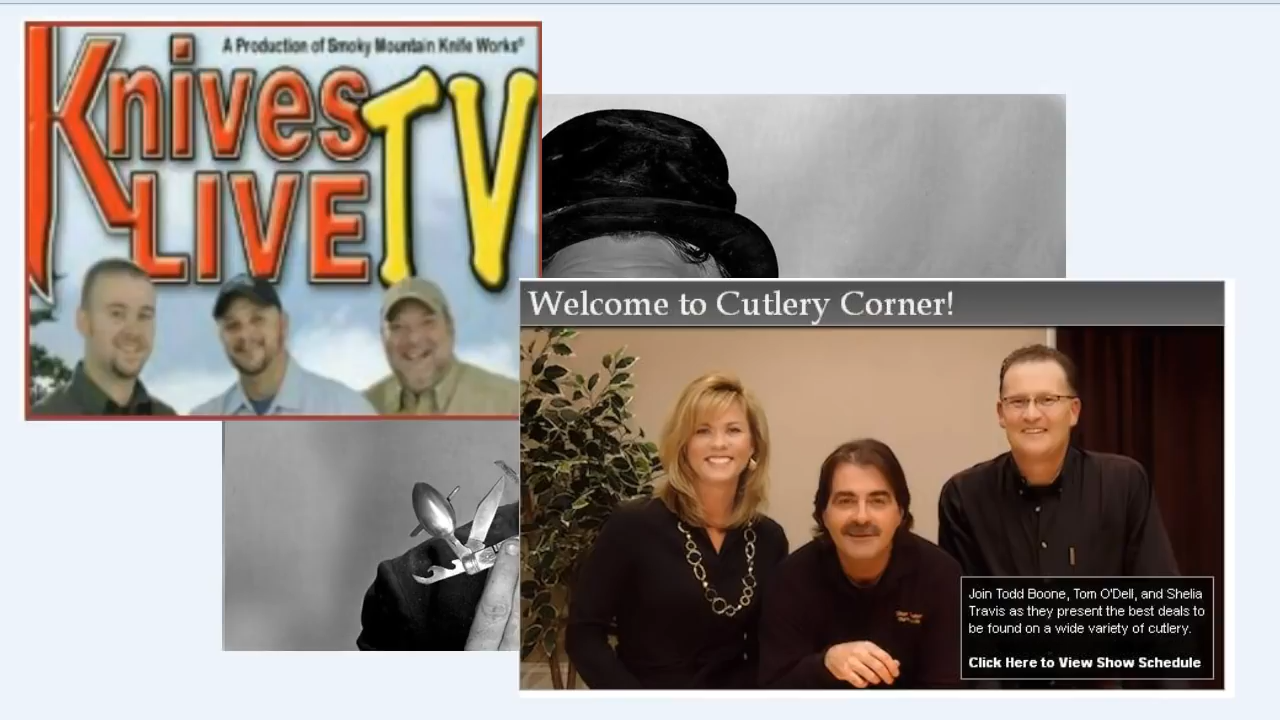 A Production of Smoky Mountain Knife Works®
Knives
LIVE TV
Welcome to Cutlery Corner!
Join Todd Boone, Tom O'Dell, and Shelia
Travis as they present the best deals to
be found on a wide variety of cutlery.
Click Here to View Show Schedule